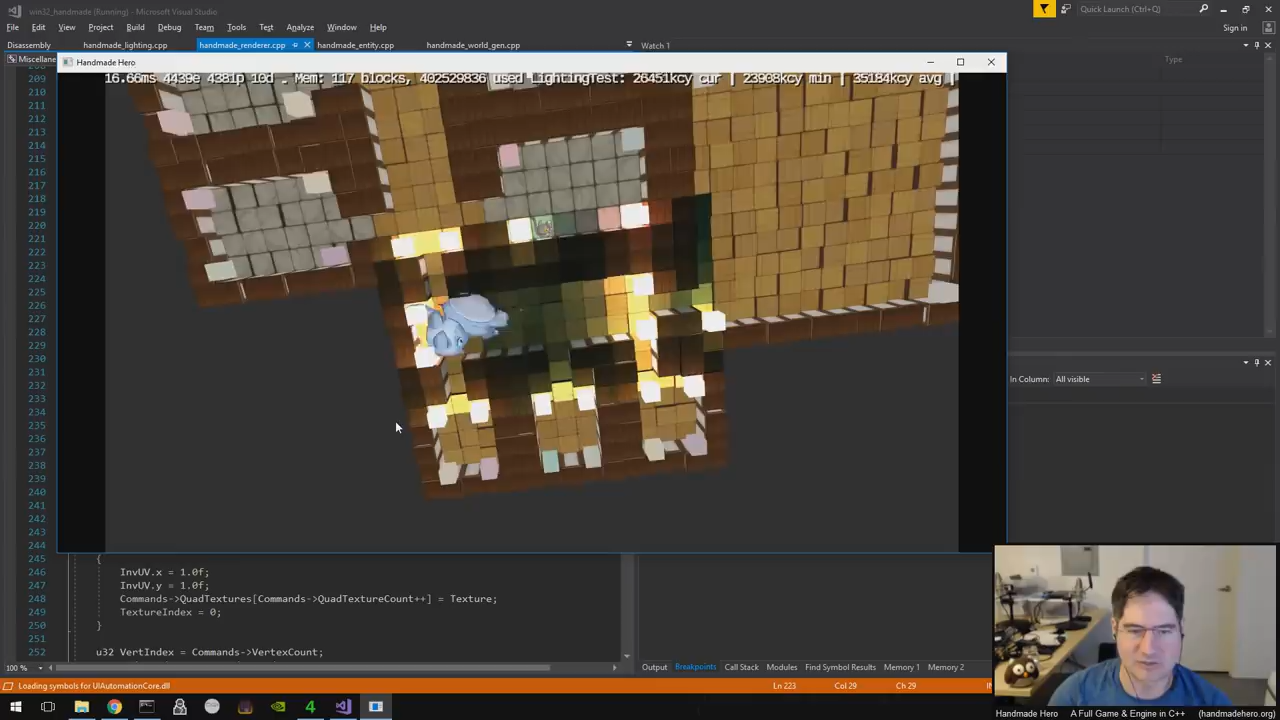 win32_handmade (Running) - Microsoft Visual Studio
Quick Launch (Ctrl+Q)
File Edit View Project Build Debug Team Tools Test Analyze Window Help
Sign in
Disassembly handmade_lighting.cpp handmade_renderer.cpp handmade_entity.cpp handmade_world_gen.cpp Watch 1
Miscellane
Handmade Hero
Type
16.66ms 4439e 4381p 10d . Mem: 117 blocks, 402529836 used LightingTest: 26451kcy cur | 23908kcy min | 35184kcy avg |
209
210
211
212
213
214
215
216
217
218
219
220
221
222
223
224
225
226
227
228
229
230
231
In Column: All visible
232
233
234
235
236
237
238
239
240
241
242
243
244
245 {
246 InvUV.x = 1.0f;
247 InvUV.y = 1.0f;
248 Commands->QuadTextures[Commands->QuadTextureCount++] = Texture;
249 TextureIndex = 0;
250 }
251
252 u32 VertIndex = Commands->VertexCount;
100 %
Output Breakpoints Call Stack Modules Find Symbol Results Memory 1 Memory 2
Loading symbols for UIAutomationCore.dll Ln 223 Col 29 Ch 29
4
Handmade Hero A Full Game & Engine in C++ (handmadehero.org)